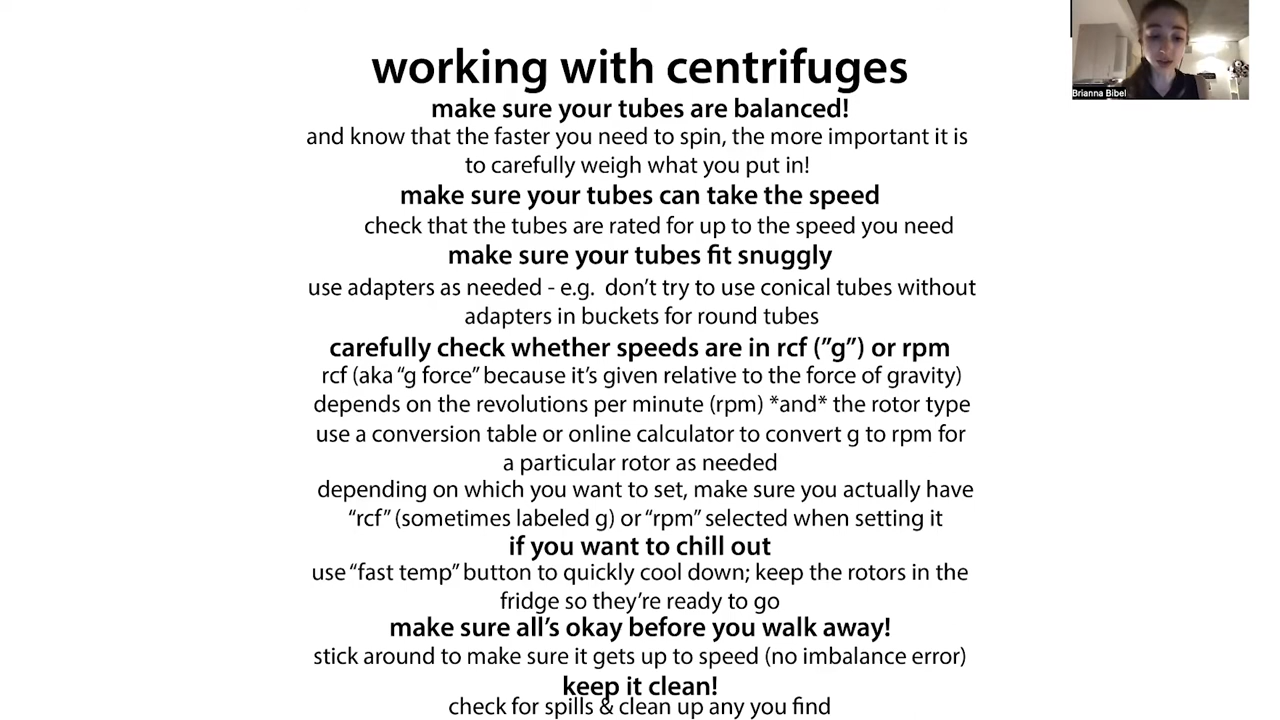 working with centrifuges
make sure your tubes are balanced!
and know that the faster you need to spin, the more important it is
to carefully weigh what you put in!
make sure your tubes can take the speed
check that the tubes are rated for up to the speed you need
make sure your tubes fit snuggly
use adapters as needed - e.g.  don't try to use conical tubes without
adapters in buckets for round tubes
carefully check whether speeds are in rcf (”g”) or rpm
rcf (aka “g force” because it's given relative to the force of gravity)
depends on the revolutions per minute (rpm) *and* the rotor type
use a conversion table or online calculator to convert g to rpm for
a particular rotor as needed
depending on which you want to set, make sure you actually have
“rcf” (sometimes labeled g) or “rpm” selected when setting it
if you want to chill out
use “fast temp” button to quickly cool down; keep the rotors in the
fridge so they're ready to go
make sure all's okay before you walk away!
stick around to make sure it gets up to speed (no imbalance error)
keep it clean!
check for spills & clean up any you find
Brianna Bibel